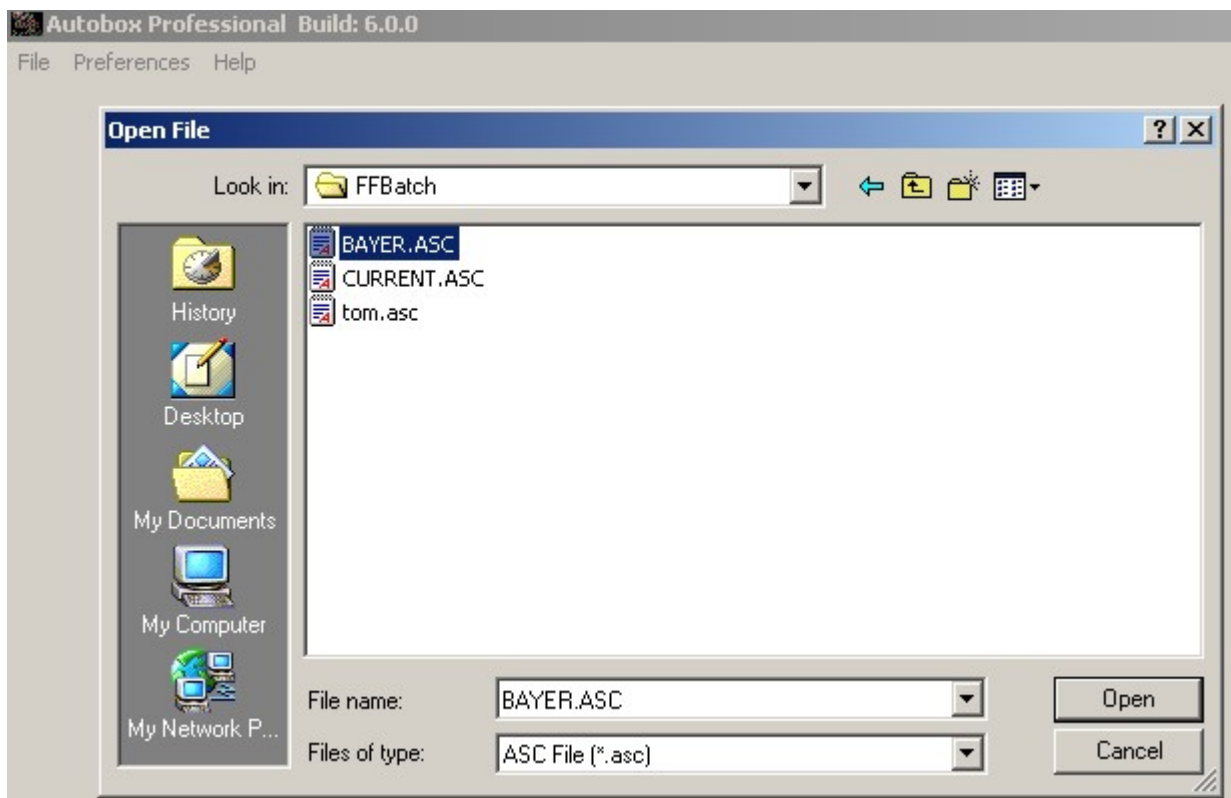 Autobox Professional Build: 6.0.0
File Preferences Help
Open File
Look in: FFBatch
BAYER.ASC
CURRENT.ASC
tom.asc
History
Desktop
My Documents
My Computer
My Network P...
File name: BAYER.ASC Open
Files of type: ASC File (*.asc) Cancel